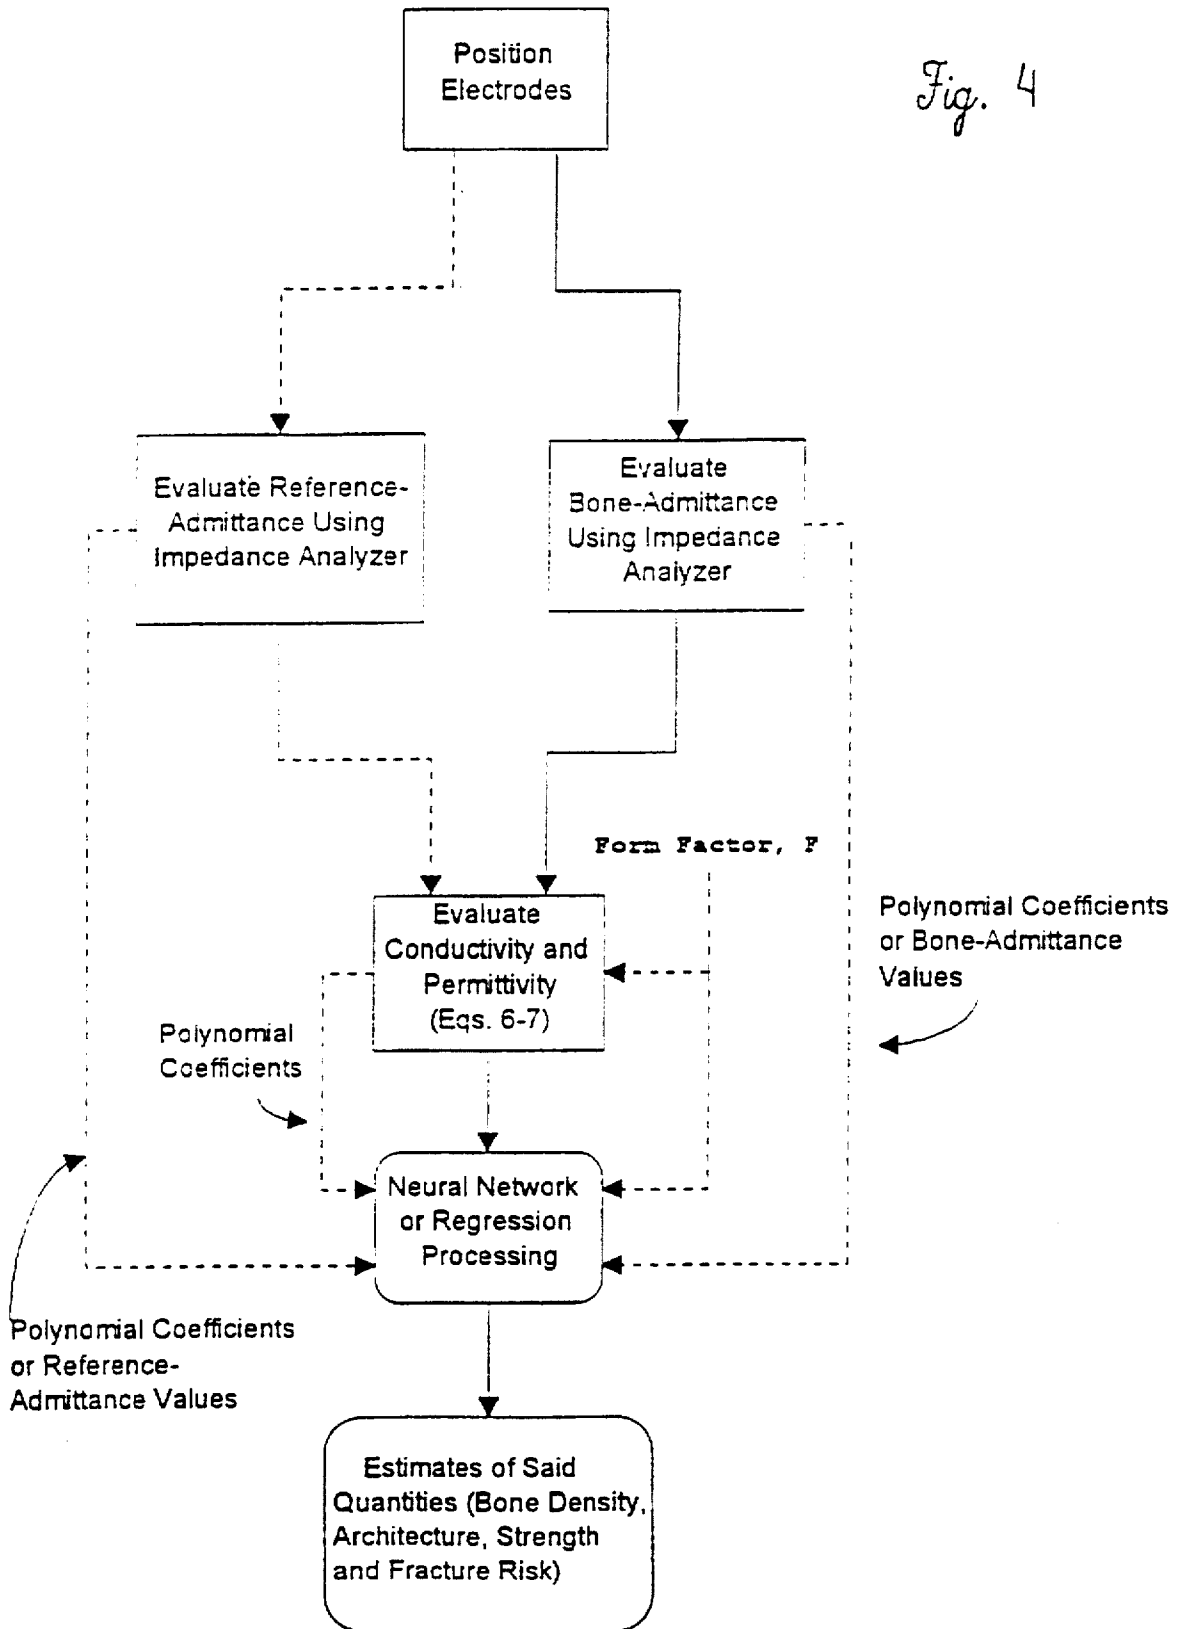 Position
Electrodes
Fig. 4
Evaluate Reference-
Admittance Using
Impedance Analyzer
Evaluate
Bone-Admittance
Using Impedance
Analyzer
Form Factor, F
Evaluate
Conductivity and
Permittivity
(Eqs. 6-7)
Polynomial Coefficients
or Bone-Admittance
Values
Polynomial
Coefficients
Neural Network
or Regression
Processing
Polynomial Coefficients
or Reference-
Admittance Values
Estimates of Said
Quantities (Bone Density,
Architecture, Strength
and Fracture Risk)